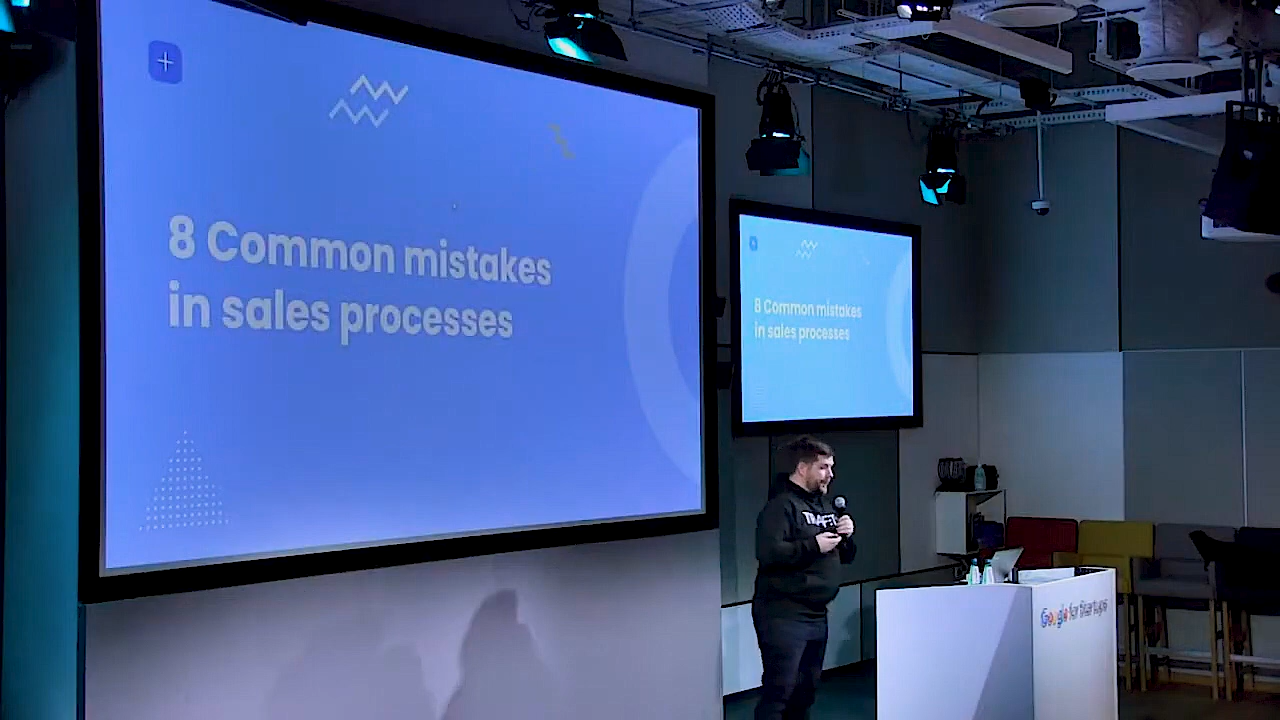 8 Common mistakes
in sales processes
8 Common mistakes
in sales processes
Google for Startups